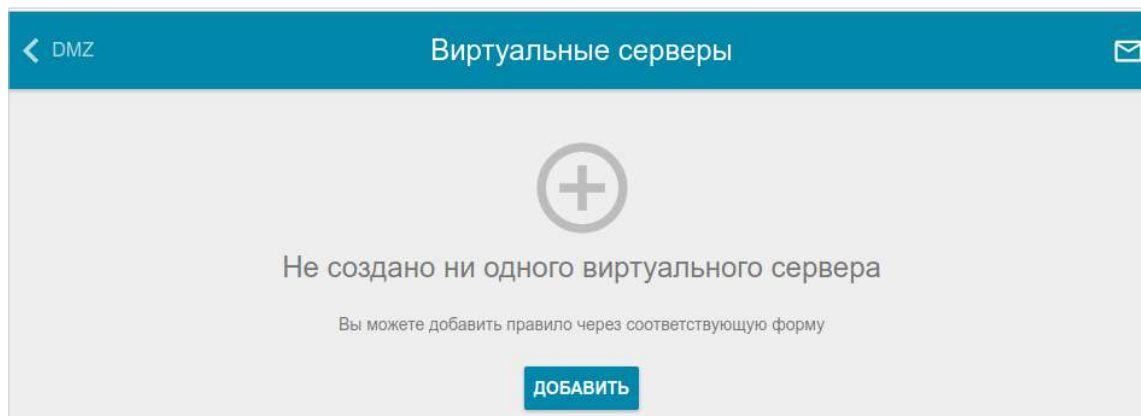 DMZ
Виртуальные серверы
Не создано ни одного виртуального сервера
Вы можете добавить правило через соответствующую форму
ДОБАВИТЬ